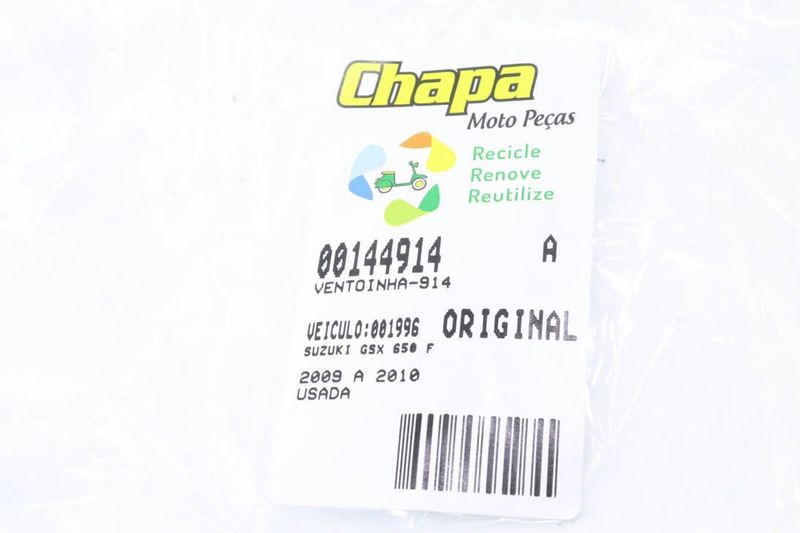 Chapa
Moto Peças
Recicle
Renove
Reutilize
00144914 A
VENTOINHA-914
VEICULO:001996 ORIGINAL
SUZUKI GSX 650 F
2009 A 2010
USADA